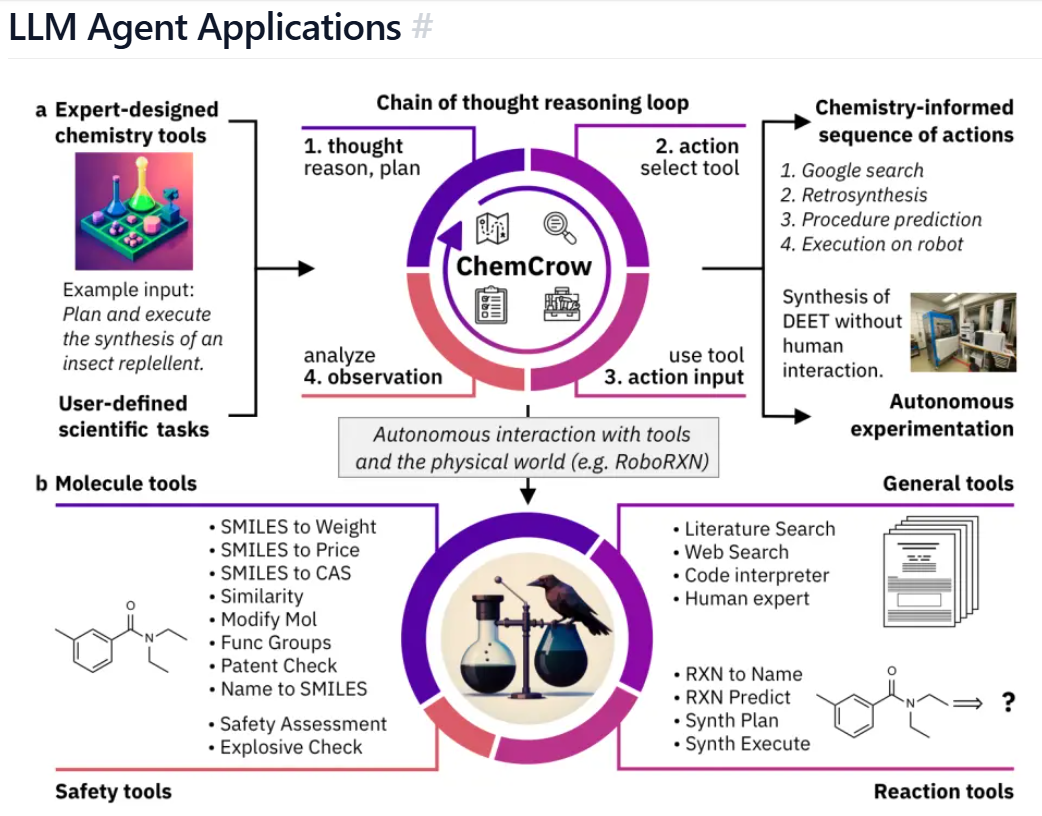 LLM Agent Applications #
a Expert-designed
chemistry tools
Example input:
Plan and execute
the synthesis of an
insect replellent.
User-defined
scientific tasks
Chain of thought reasoning loop
1. thought
reason, plan
2. action
select tool
ChemCrow
analyze
4. observation
use tool
3. action input
Chemistry-informed
sequence of actions
1. Google search
2. Retrosynthesis
3. Procedure prediction
4. Execution on robot
Synthesis of
DEET without
human
interaction.
Autonomous
experimentation
Autonomous interaction with tools
and the physical world (e.g. RoboRXN)
b Molecule tools
• SMILES to Weight
• SMILES to Price
• SMILES to CAS
• Similarity
• Modify Mol
• Func Groups
• Patent Check
• Name to SMILES
O
N
• Safety Assessment
• Explosive Check
Safety tools
General tools
• Literature Search
• Web Search
• Code interpreter
• Human expert
• RXN to Name
• RXN Predict
• Synth Plan
• Synth Execute
O
N
?
Reaction tools